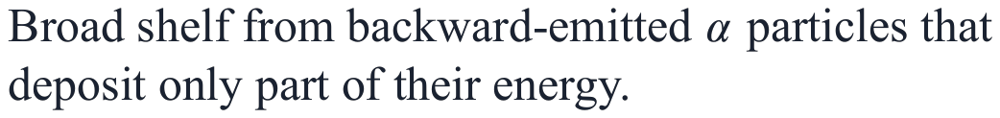 Broad shelf from backward-emitted α particles that
deposit only part of their energy.